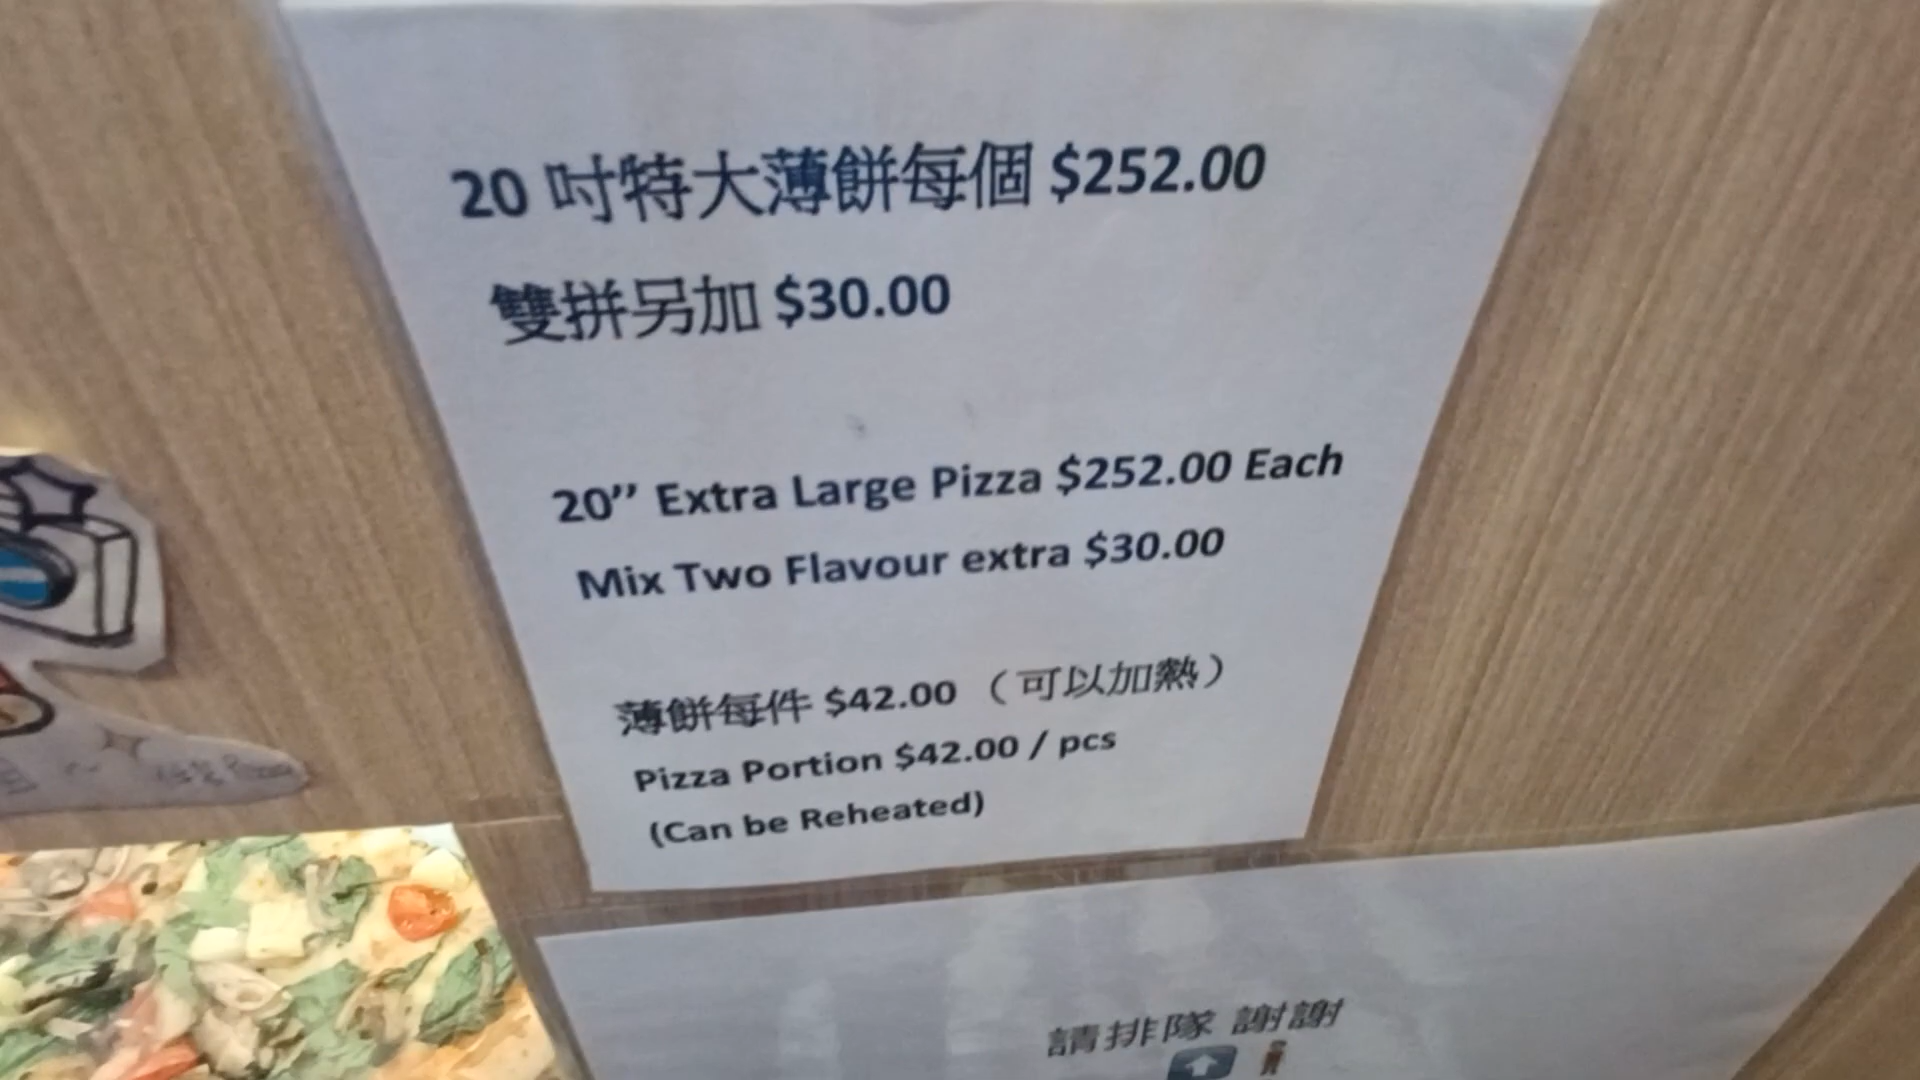 20 吋特大薄餅每個 $252.00
雙拼另加 $30.00
20” Extra Large Pizza $252.00 Each
Mix Two Flavour extra $30.00
薄餅每件 $42.00 （可以加熱）
Pizza Portion $42.00 / pcs
(Can be Reheated)
請排隊 謝謝